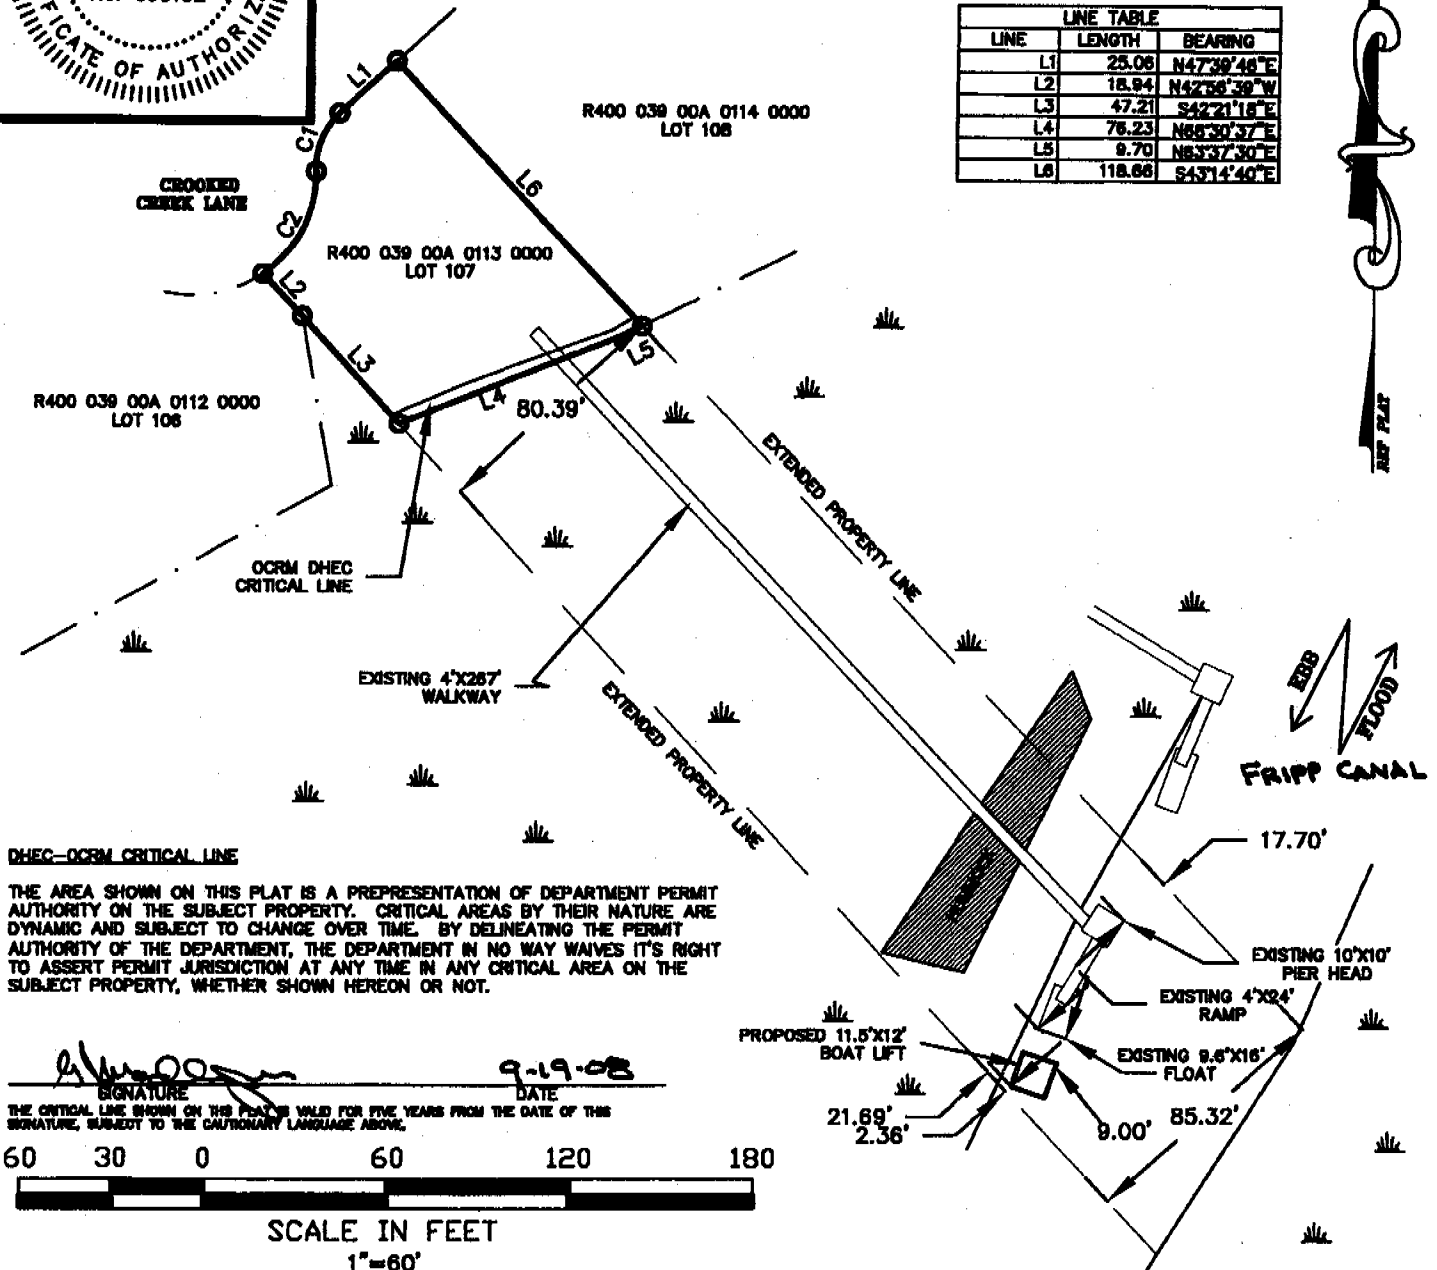 CATE OF AUTHORIZ
LINE TABLE
LINE LENGTH BEARING
L1 25.06 N47°39'46"E
L2 18.94 N42°56'39"W
L3 47.21 S42°21'18"E
L4 76.23 N66°30'37"E
L5 9.70 N63°37'30"E
L6 118.66 S43°14'40"E
R400 039 00A 0114 0000
LOT 108
L1
C1
CROOKED
CREEK LANE
L6
C2
R400 039 00A 0113 0000
LOT 107
L2
L3
L5
L4
80.39'
R400 039 00A 0112 0000
LOT 106
REF PLAT
EXTENDED PROPERTY LINE
OCRM DHEC
CRITICAL LINE
EXISTING 4'X267'
WALKWAY
EXTENDED PROPERTY LINE
EBB
FLOOD
FRIPP CANAL
17.70'
HUMMOCK
DHEC-OCRM CRITICAL LINE
THE AREA SHOWN ON THIS PLAT IS A PREPRESENTATION OF DEPARTMENT PERMIT
AUTHORITY ON THE SUBJECT PROPERTY. CRITICAL AREAS BY THEIR NATURE ARE
DYNAMIC AND SUBJECT TO CHANGE OVER TIME. BY DELINEATING THE PERMIT
AUTHORITY OF THE DEPARTMENT, THE DEPARTMENT IN NO WAY WAIVES IT'S RIGHT
TO ASSERT PERMIT JURISDICTION AT ANY TIME IN ANY CRITICAL AREA ON THE
SUBJECT PROPERTY, WHETHER SHOWN HEREON OR NOT.
EXISTING 10'X10'
PIER HEAD
EXISTING 4'X24'
RAMP
PROPOSED 11.5'X12'
BOAT LIFT
EXISTING 9.6'X16'
FLOAT
21.69'
2.36'
9.00'
85.32'
9-19-08
SIGNATURE DATE
THE CRITICAL LINE SHOWN ON THIS PLAT IS VALID FOR FIVE YEARS FROM THE DATE OF THIS
SIGNATURE, SUBJECT TO THE CAUTIONARY LANGUAGE ABOVE.
60 30 0 60 120 180
SCALE IN FEET
1"=60'